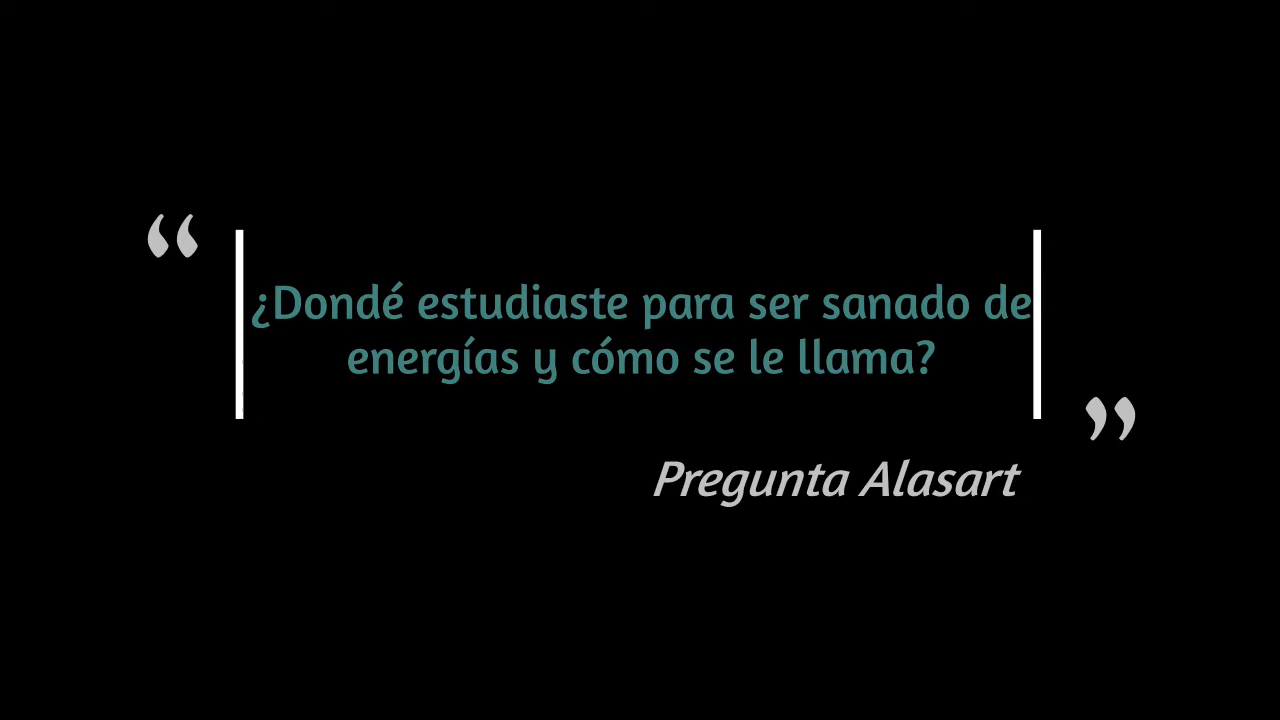 “
¿Dondé estudiaste para ser sanado de
energías y cómo se le llama?
”
Pregunta Alasart